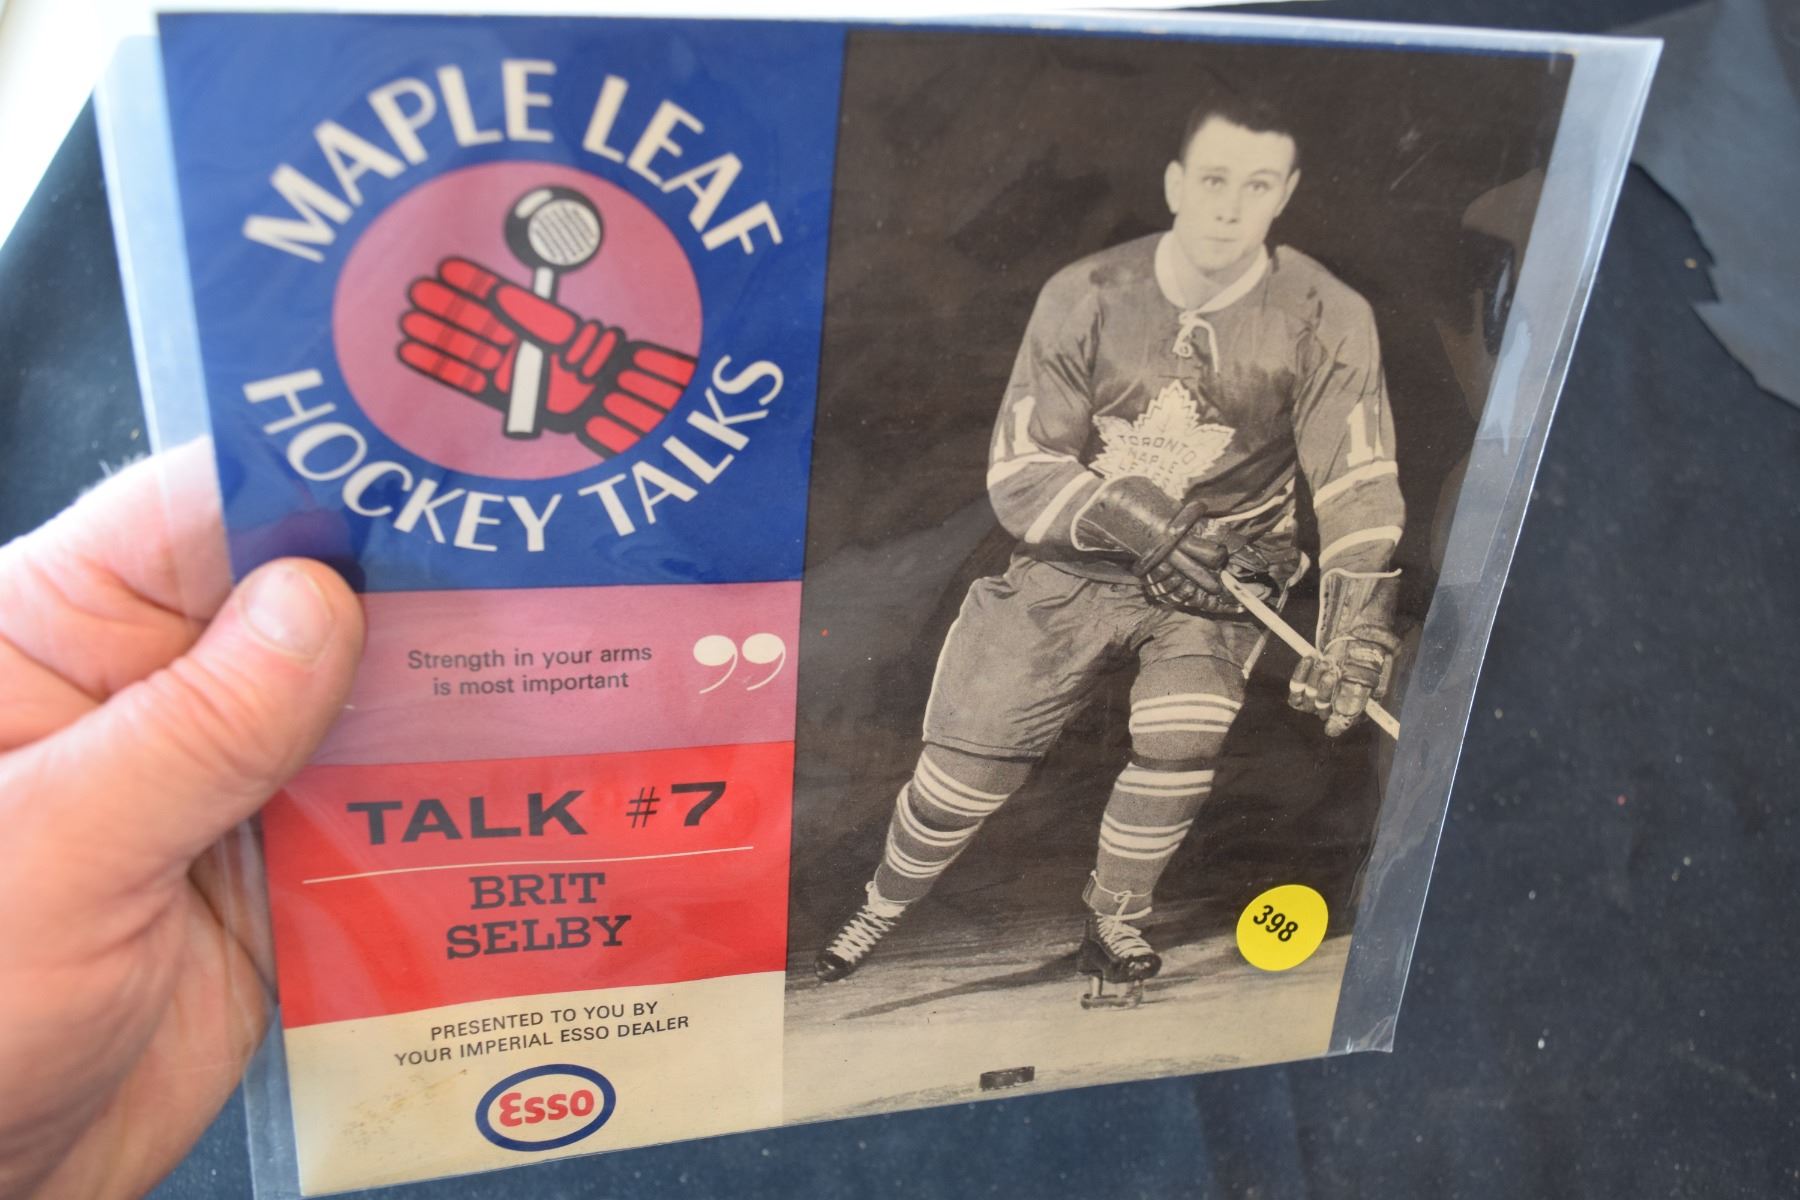 MAPLE LEAF
HOCKEY TALKS
Strength in your arms
is most important
”
TALK #7
BRIT
SELBY
PRESENTED TO YOU BY
YOUR IMPERIAL ESSO DEALER
Esso
11
11
TORONTO
MAPLE
LEAFS
398